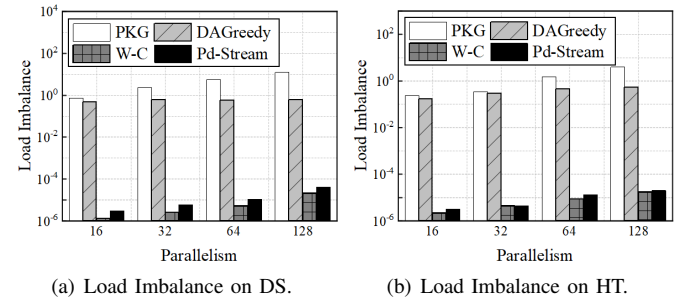 10^4
10^2
10^0
10^-2
10^-4
10^-6
Load Imbalance
PKG DAGreedy
W-C Pd-Stream
16 32 64 128
Parallelism
(a) Load Imbalance on DS.
10^2
10^0
10^-2
10^-4
10^-6
Load Imbalance
PKG DAGreedy
W-C Pd-Stream
16 32 64 128
Parallelism
(b) Load Imbalance on HT.